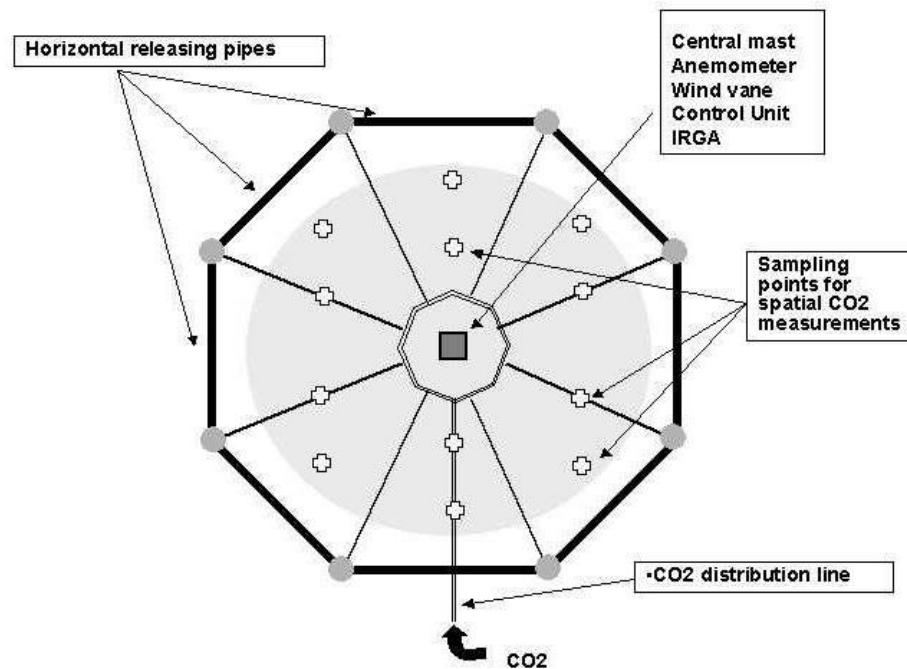 Horizontal releasing pipes
Central mast
Anemometer
Wind vane
Control Unit
IRGA
Sampling
points for
spatial CO2
measurements
▪CO2 distribution line
CO2